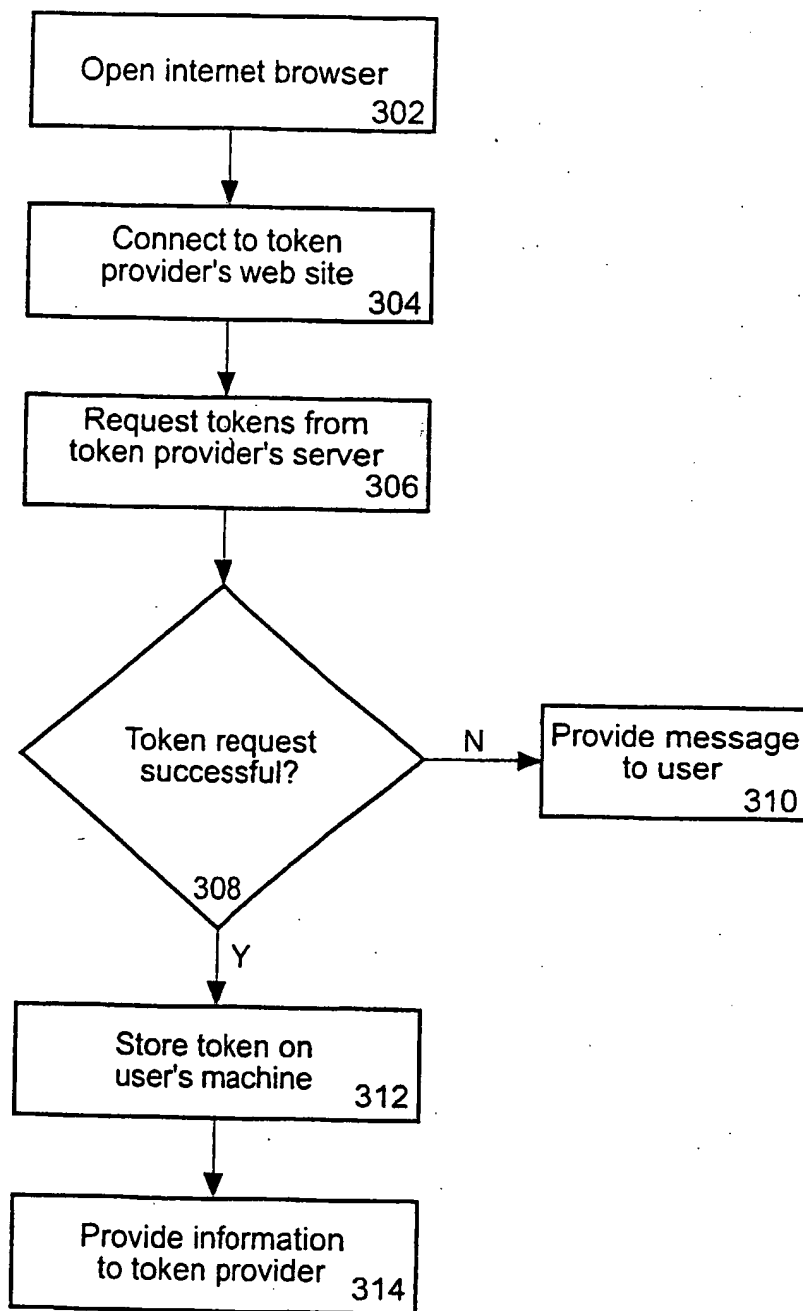 Open internet browser
302
Connect to token
provider's web site
304
Request tokens from
token provider's server
306
Token request
successful?
308
N
Provide message
to user
310
Y
Store token on
user's machine
312
Provide information
to token provider
314